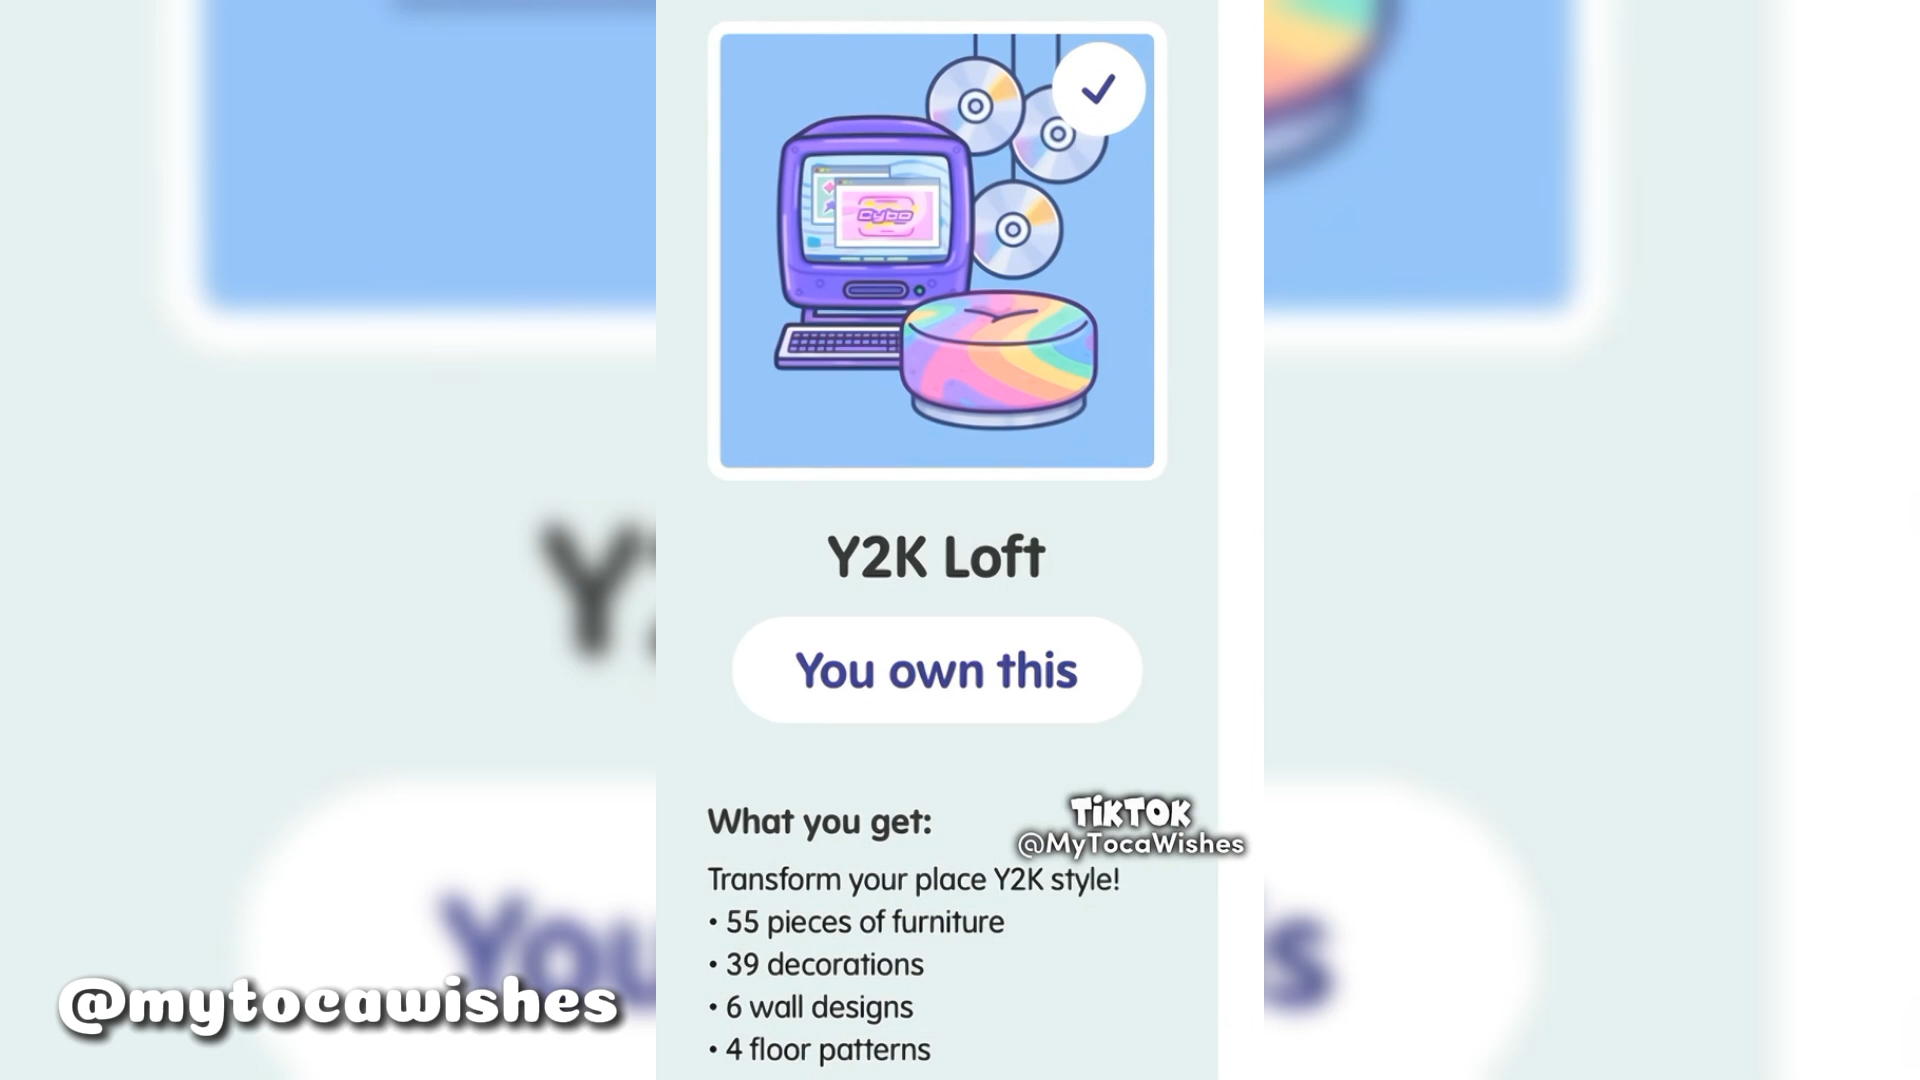 Cybo
Y2K Loft
You own this
What you get:
TikTok
@MyTocaWishes
Transform your place Y2K style!
• 55 pieces of furniture
• 39 decorations
• 6 wall designs
• 4 floor patterns
@mytocawishes